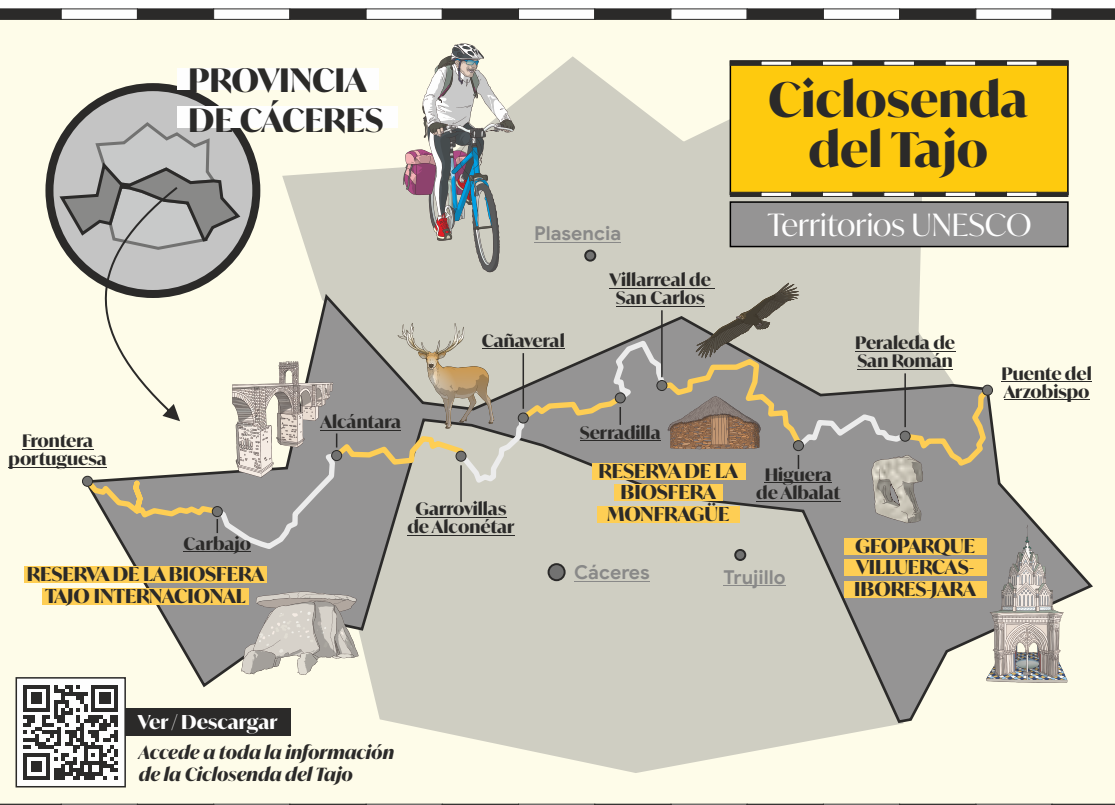 PROVINCIA
DE CÁCERES
Ciclosenda
del Tajo
Territorios UNESCO
Plasencia
Villarreal de
San Carlos
Cañaveral
Peraleda de
San Román
Puente del
Arzobispo
Alcántara
Serradilla
Frontera
portuguesa
Higuera
de Albalat
Garrovillas
de Alconétar
Carbajo
RESERVA DE LA
BIOSFERA
MONFRAGÜE
GEOPARQUE
VILLUERCAS-
IBORES-JARA
RESERVA DE LA BIOSFERA
TAJO INTERNACIONAL
Cáceres
Trujillo
Ver / Descargar
Accede a toda la información
de la Ciclosenda del Tajo